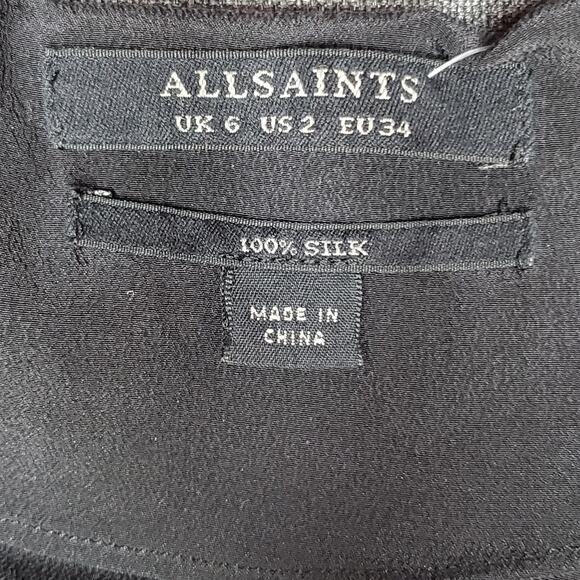 ALLSAINTS
UK 6 US 2 EU 34
100% SILK
MADE IN
CHINA